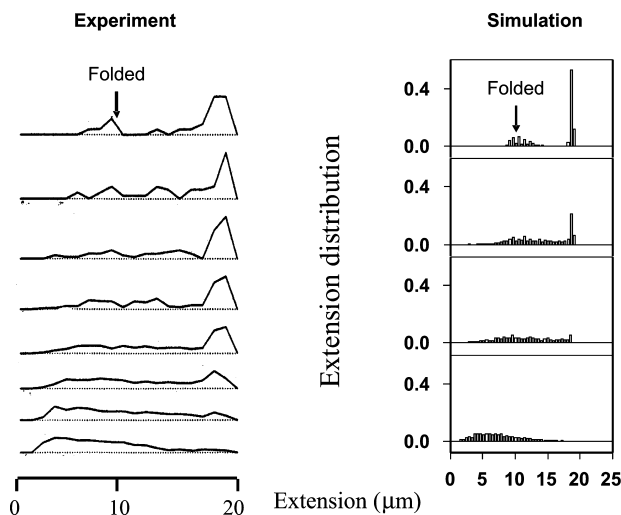 Experiment
Simulation
Folded
Folded
0.4
0.0
0.4
0.0
0.4
0.0
0.4
0.0
Extension distribution
0 10 20
0 5 10 15 20 25
Extension (μm)